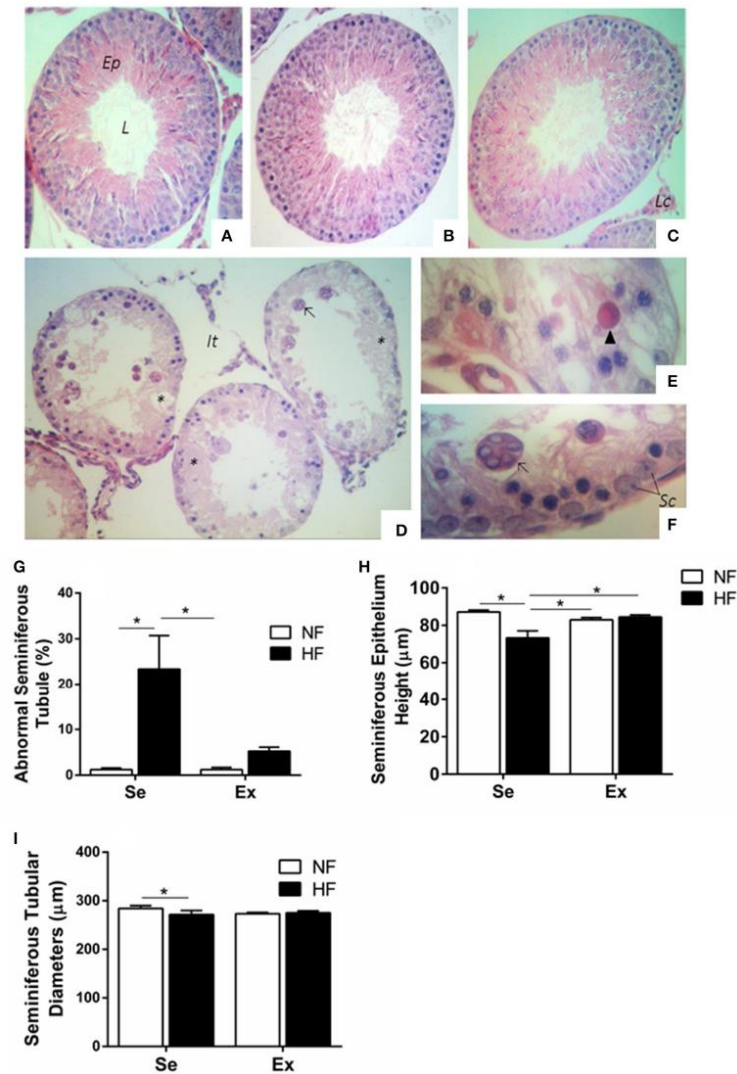 Ep
L
A
B
Lc
C
It
*
*
*
D
E
Sc
F
G
Abnormal Seminiferous
Tubule (%)
40
30
20
10
0
* *
NF
HF
Se Ex
H
Seminiferous Epithelium
Height (μm)
100
80
60
40
20
0
* * *
NF
HF
Se Ex
I
Seminiferous Tubular
Diameters (μm)
400
300
200
100
0
*
NF
HF
Se Ex